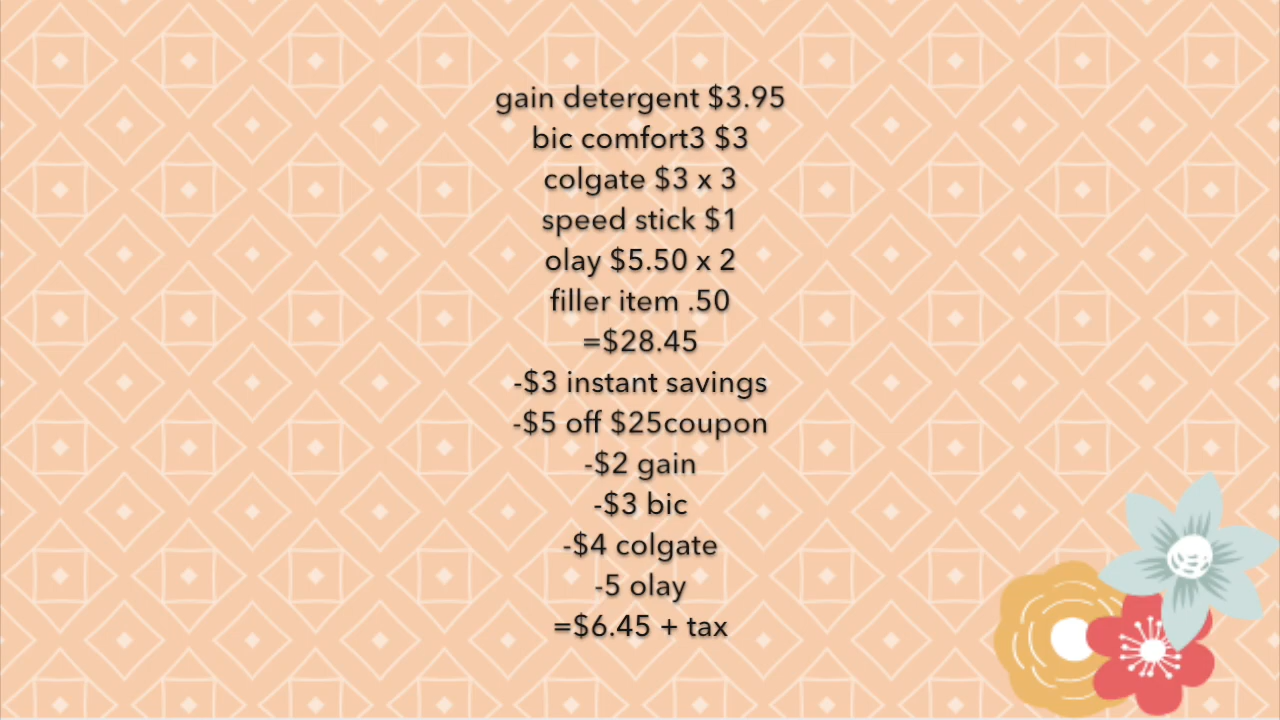 gain detergent $3.95
bic comfort3 $3
colgate $3 x 3
speed stick $1
olay $5.50 x 2
filler item .50
=$28.45
-$3 instant savings
-$5 off $25coupon
-$2 gain
-$3 bic
-$4 colgate
-5 olay
=$6.45 + tax